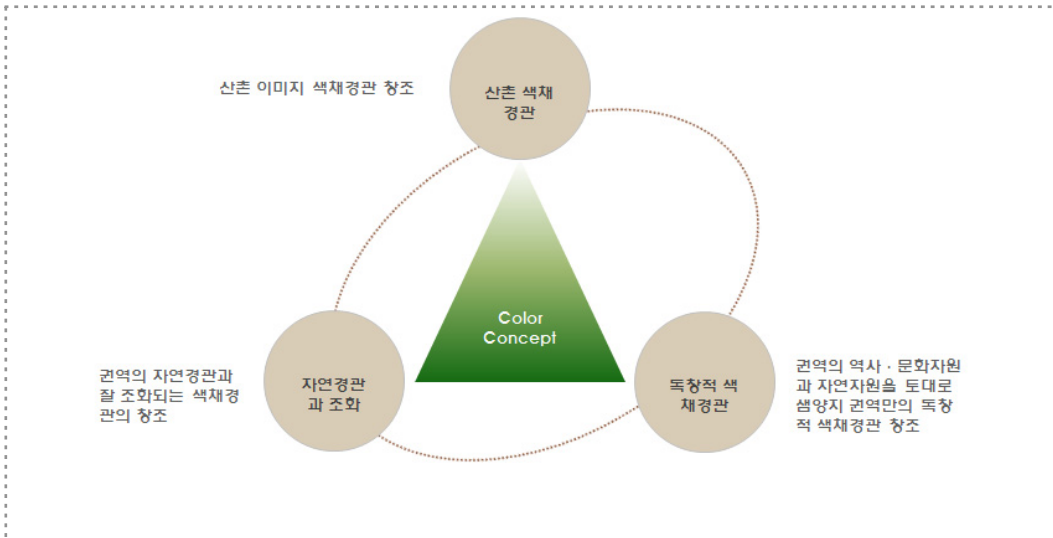 산촌 이미지 색채경관 창조
산촌 색채
경관
Color
Concept
권역의 자연경관과
잘 조화되는 색채경
관의 창조
자연경관
과 조화
독창적 색
채경관
권역의 역사 · 문화자원
과 자연자원을 토대로
샘양지 권역만의 독창
적 색채경관 창조